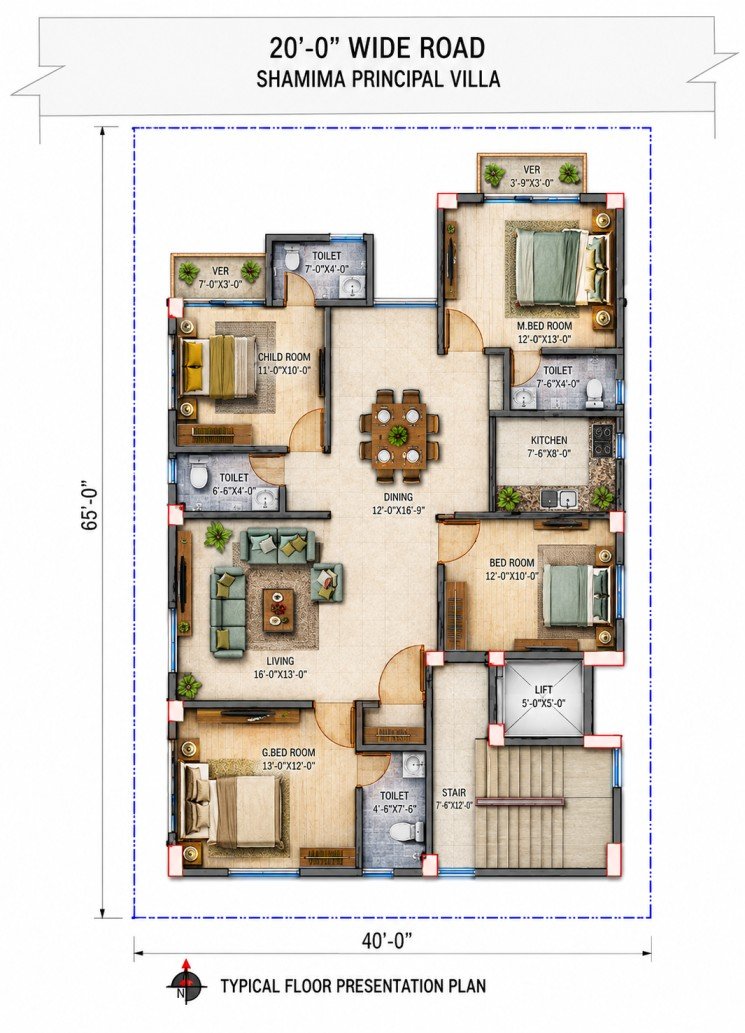 20'-0" WIDE ROAD
SHAMIMA PRINCIPAL VILLA
VER
3'-9"X3'-0"
TOILET
7'-0"X4'-0"
VER
7'-0"X3'-0"
M.BED ROOM
12'-0"X13'-0"
CHILD ROOM
11'-0"X10'-0"
TOILET
7'-6"X4'-0"
KITCHEN
7'-6"X8'-0"
TOILET
6'-6"X4'-0"
DINING
12'-0"X16'-9"
65'-0"
BED ROOM
12'-0"X10'-0"
LIVING
16'-0"X13'-0"
LIFT
5'-0"X5'-0"
G.BED ROOM
13'-0"X12'-0"
TOILET
4'-6"X7'-6"
STAIR
7'-6"X12'-0"
40'-0"
N
TYPICAL FLOOR PRESENTATION PLAN